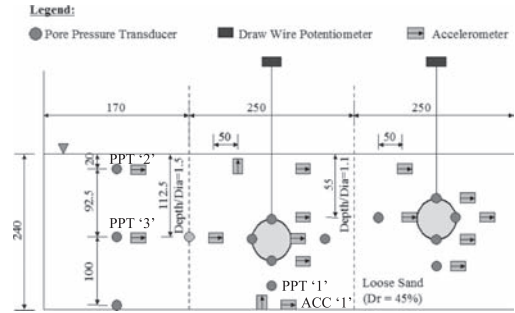 Legend:
Pore Pressure Transducer
Draw Wire Potentiometer
Accelerometer
170
250
250
50
50
20
PPT ‘2’
112.5
Depth/Dia=1.5
55
Depth/Dia=1.1
92.5
240
PPT ‘3’
100
PPT ‘1’
ACC ‘1’
Loose Sand
(Dr = 45%)